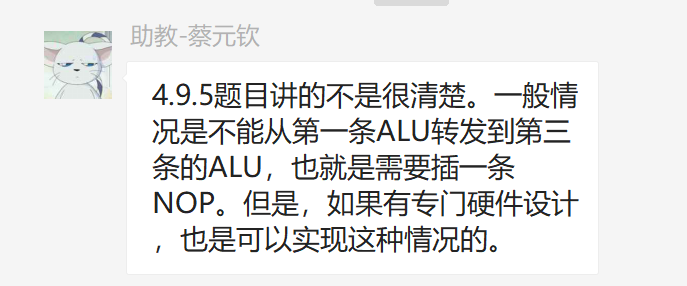 助教-蔡元钦
4.9.5题目讲的不是很清楚。一般情
况是不能从第一条ALU转发到第三
条的ALU，也就是需要插一条
NOP。但是，如果有专门硬件设计
，也是可以实现这种情况的。